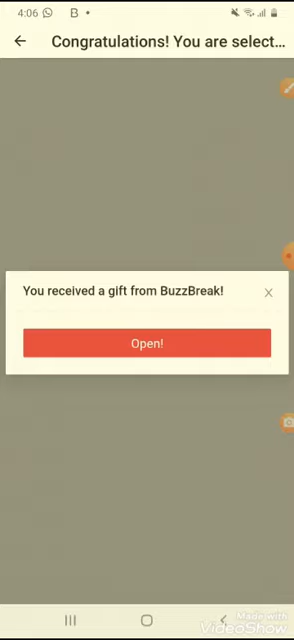 4:06
B
Congratulations! You are select...
You received a gift from BuzzBreak!
Open!
Made with
VideoShow